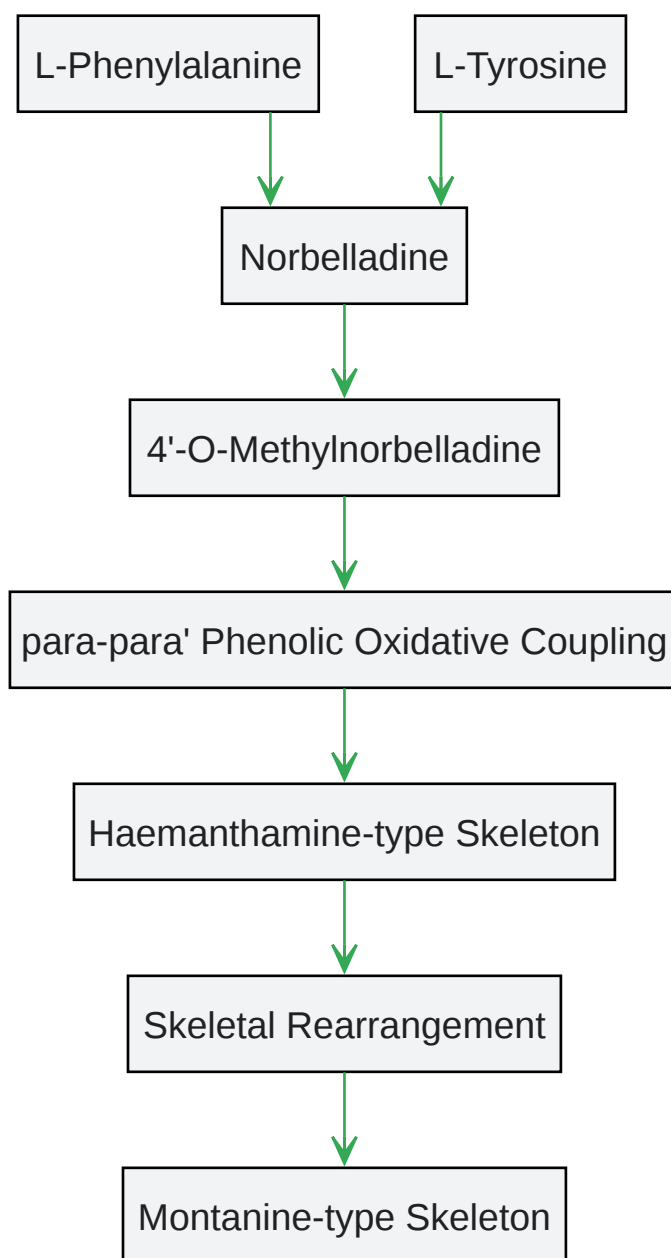 L-Phenylalanine
L-Tyrosine
Norbelladine
4'-O-Methylnorbelladine
para-para' Phenolic Oxidative Coupling
Haemanthamine-type Skeleton
Skeletal Rearrangement
Montanine-type Skeleton